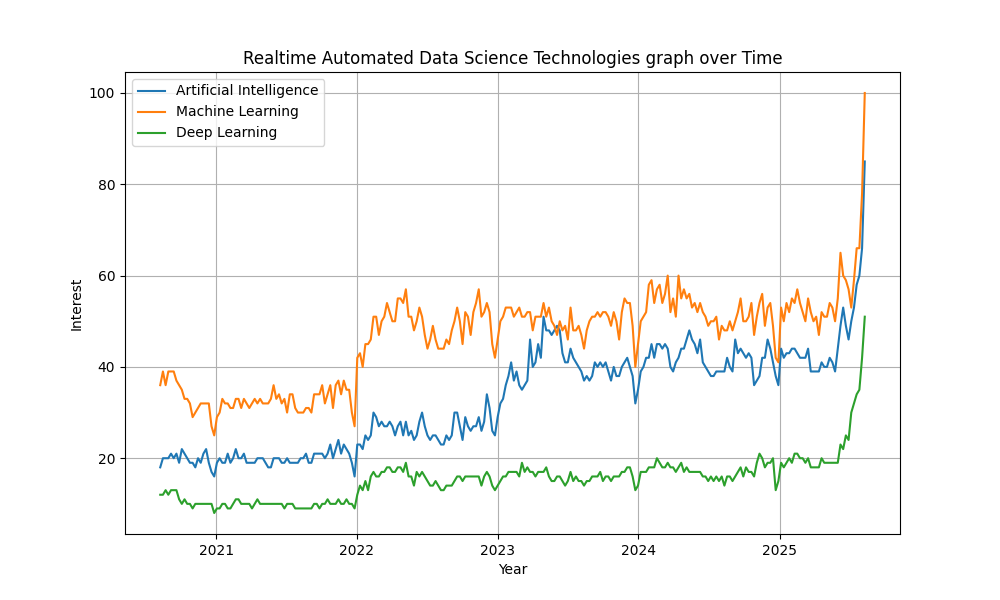 Realtime Automated Data Science Technologies graph over Time
Artificial Intelligence
Machine Learning
Deep Learning
100
80
60
40
20
Interest
2021 2022 2023 2024 2025
Year